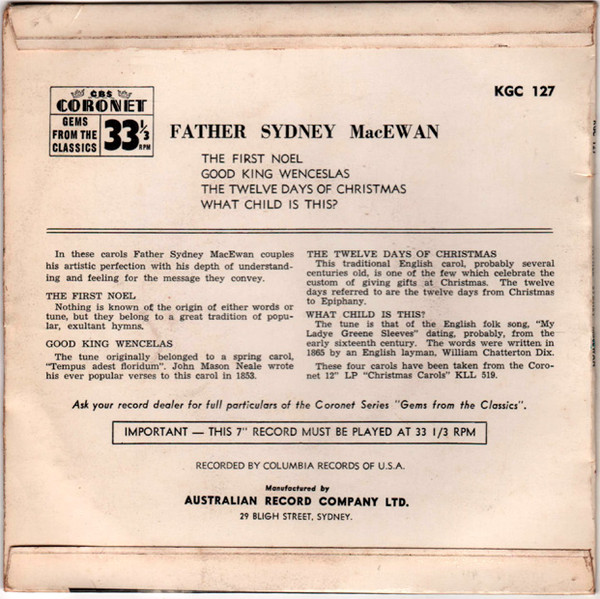 CBS
CORONET
GEMS
FROM THE
CLASSICS
33 1/3
RPM
KGC 127
FATHER SYDNEY MacEWAN
THE FIRST NOEL
GOOD KING WENCESLAS
THE TWELVE DAYS OF CHRISTMAS
WHAT CHILD IS THIS?
In these carols Father Sydney MacEwan couples
his artistic perfection with his depth of understand-
ing and feeling for the message they convey.
THE FIRST NOEL
Nothing is known of the origin of either words or
tune, but they belong to a great tradition of popu-
lar, exultant hymns.
GOOD KING WENCELAS
The tune originally belonged to a spring carol,
"Tempus adest floridum". John Mason Neale wrote
his ever popular verses to this carol in 1853.
THE TWELVE DAYS OF CHRISTMAS
This traditional English carol, probably several
centuries old, is one of the few which celebrate the
custom of giving gifts at Christmas. The twelve
days referred to are the twelve days from Christmas
to Epiphany.
WHAT CHILD IS THIS?
The tune is that of the English folk song, "My
Ladye Greene Sleeves" dating, probably, from the
early sixteenth century. The words were written in
1865 by an English layman, William Chatterton Dix.
These four carols have been taken from the Coro-
net 12" LP "Christmas Carols" KLL 519.
Ask your record dealer for full particulars of the Coronet Series "Gems from the Classics".
IMPORTANT — THIS 7" RECORD MUST BE PLAYED AT 33 1/3 RPM
RECORDED BY COLUMBIA RECORDS OF U.S.A.
Manufactured by
AUSTRALIAN RECORD COMPANY LTD.
29 BLIGH STREET, SYDNEY.